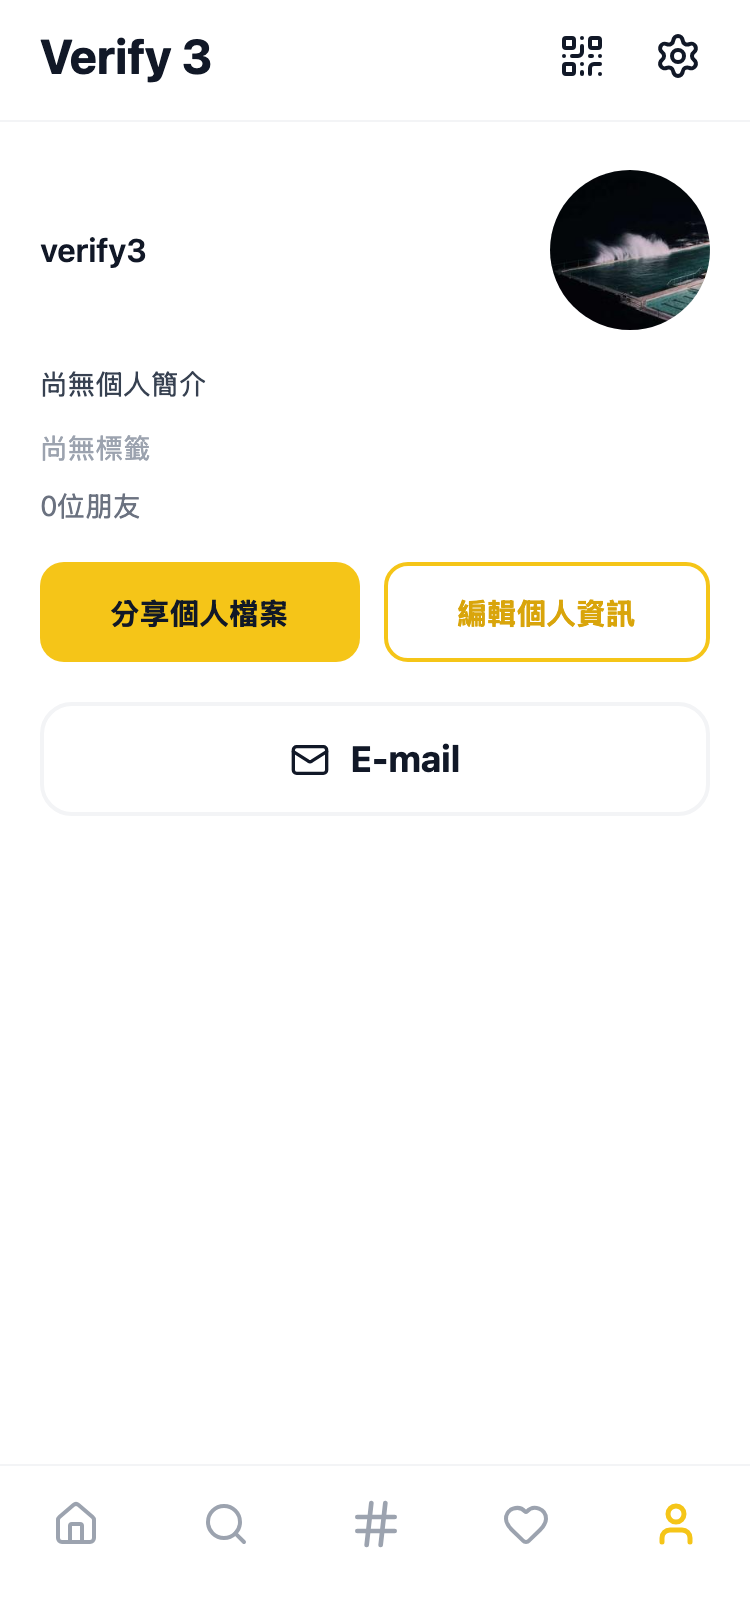 Verify 3
verify3
尚無個人簡介
尚無標籤
0位朋友
分享個人檔案
編輯個人資訊
E-mail